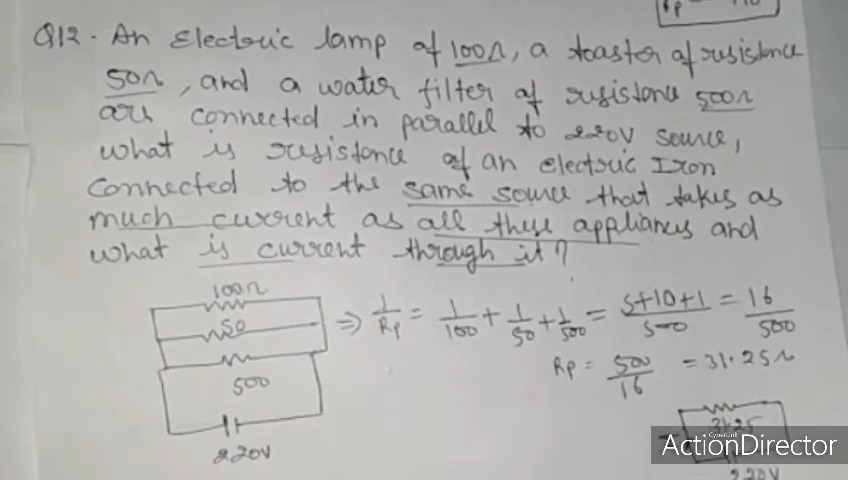 Rp = 
Q12. An Electric lamp of 100Ω, a toaster of resistance
50Ω, and a water filter of resistance 500Ω
are connected in parallel to 220V source,
what is resistance of an electric Iron
connected to the same source that takes as
much current as all these appliances and
what is current through it?
100Ω
50
500
220V
⇒ 1/Rp = 1/100 + 1/50 + 1/500 = 5+10+1/500 = 16/500
Rp = 500/16 = 31.25Ω
31.25
220V
CyberLink
ActionDirector